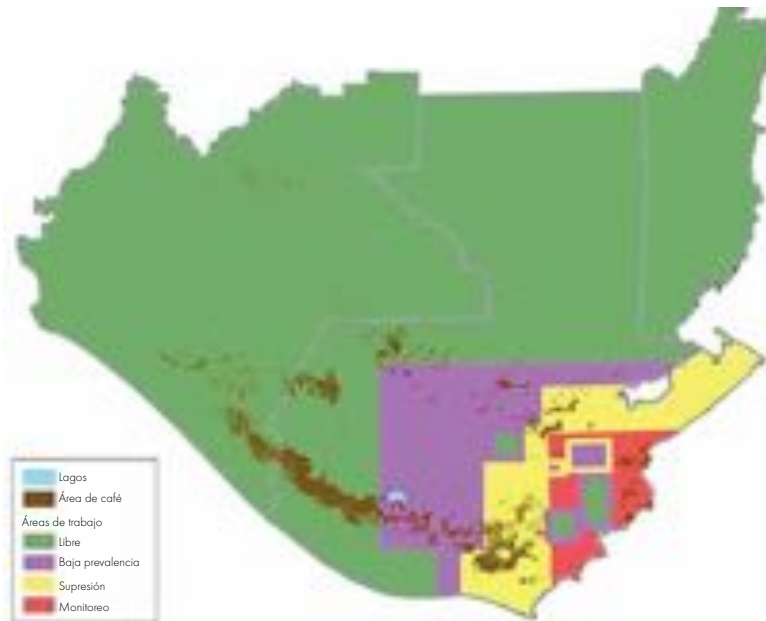 Lagos
Área de café
Áreas de trabajo
Libre
Baja prevalencia
Supresión
Monitoreo